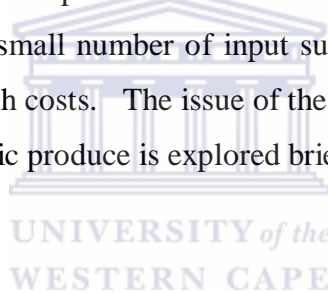 small number of input su
h costs. The issue of the
ic produce is explored brie
UNIVERSITY of the
WESTERN CAPE